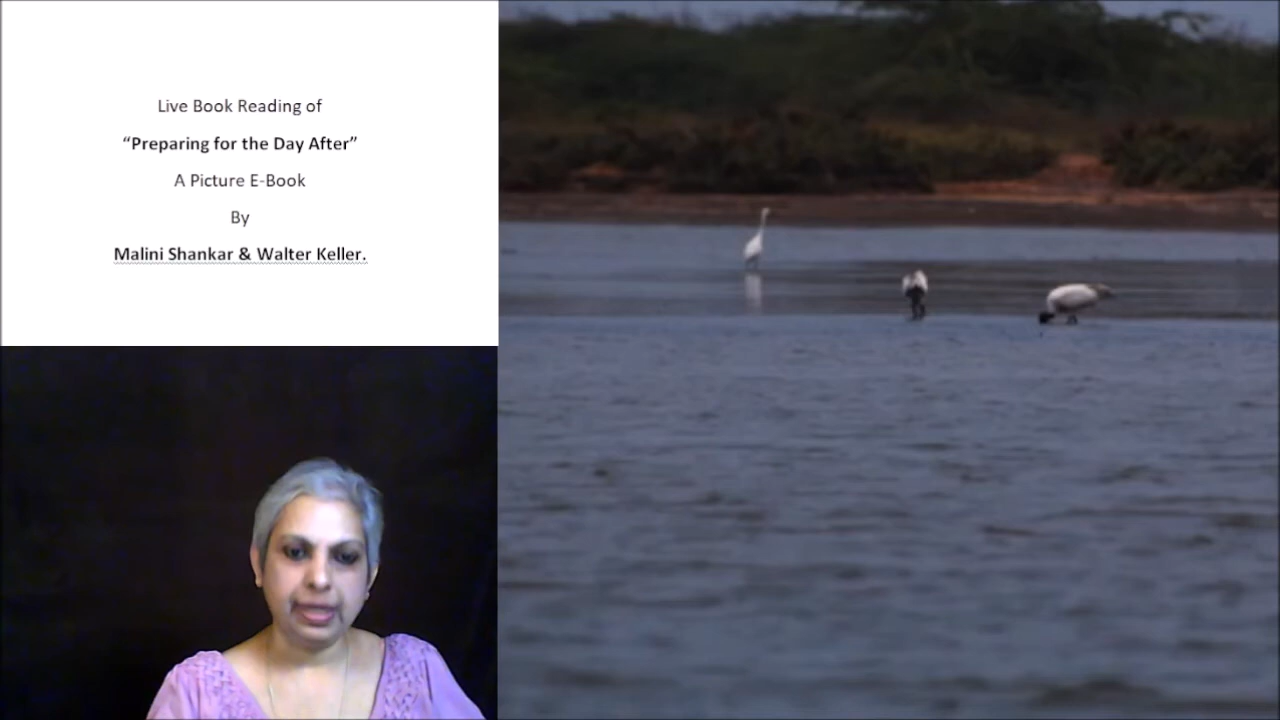 Live Book Reading of
“Preparing for the Day After”
A Picture E-Book
By
Malini Shankar & Walter Keller.